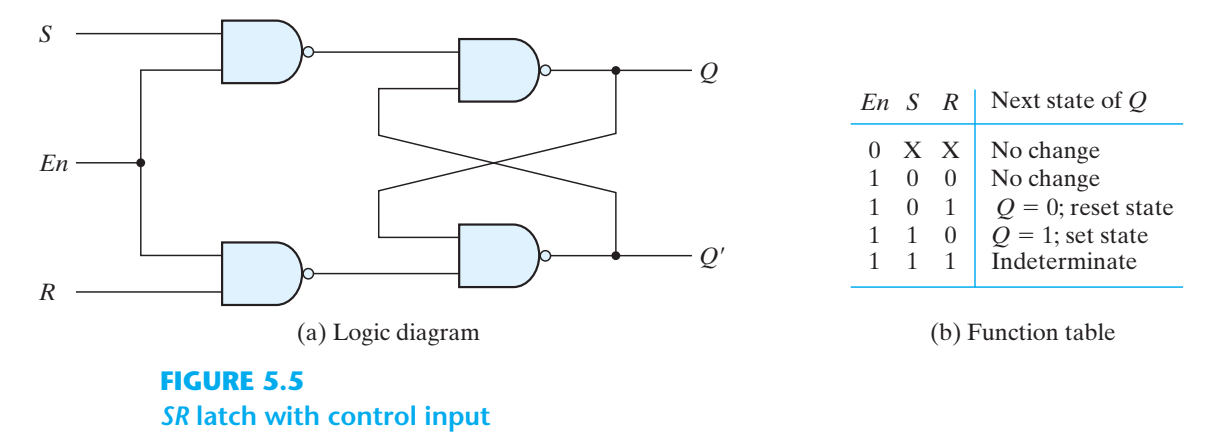 S
Q
En
Q′
R
(a) Logic diagram
En S R Next state of Q
0 X X No change
1 0 0 No change
1 0 1 Q = 0; reset state
1 1 0 Q = 1; set state
1 1 1 Indeterminate
(b) Function table
FIGURE 5.5
SR latch with control input